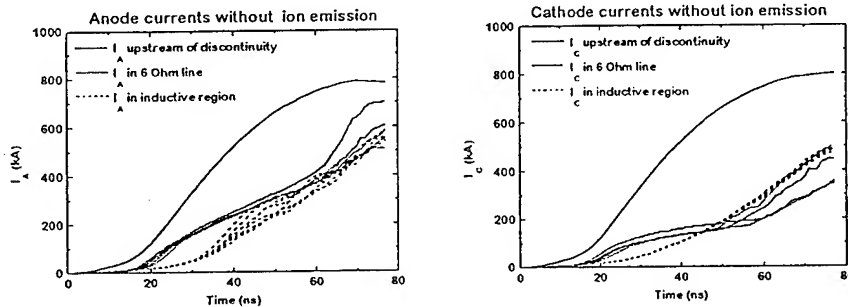 Anode currents without ion emission
1000
800
600
400
200
0
I_A (kA)
I_A upstream of discontinuity
I_A in 6 Ohm line
I_A in inductive region
0 20 40 60 80
Time (ns)
Cathode currents without ion emission
1000
800
600
400
200
0
I_C (kA)
I_C upstream of discontinuity
I_C in 6 Ohm line
I_C in inductive region
0 20 40 60 8
Time (ns)